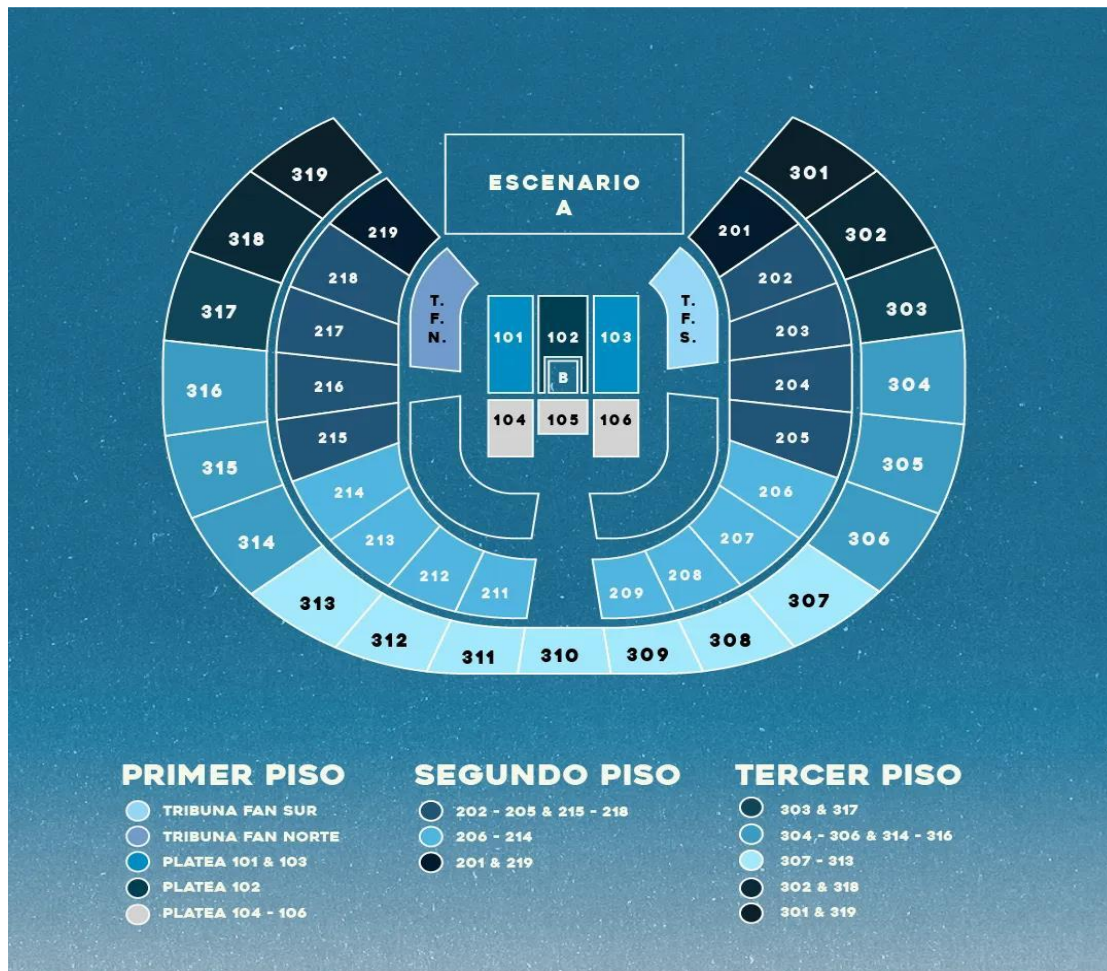 ESCENARIO
A
319
301
318
302
317
303
316
304
315
305
314
306
313
307
312
308
311
310
309
219
201
218
202
217
203
216
204
215
205
214
206
213
207
212
208
211
209
T.
F.
N.
T.
F.
S.
101
102
103
B
104
105
106
PRIMER PISO
TRIBUNA FAN SUR
TRIBUNA FAN NORTE
PLATEA 101 & 103
PLATEA 102
PLATEA 104 - 106
SEGUNDO PISO
202 - 205 & 215 - 218
206 - 214
201 & 219
TERCER PISO
303 & 317
304 - 306 & 314 - 316
307 - 313
302 & 318
301 & 319